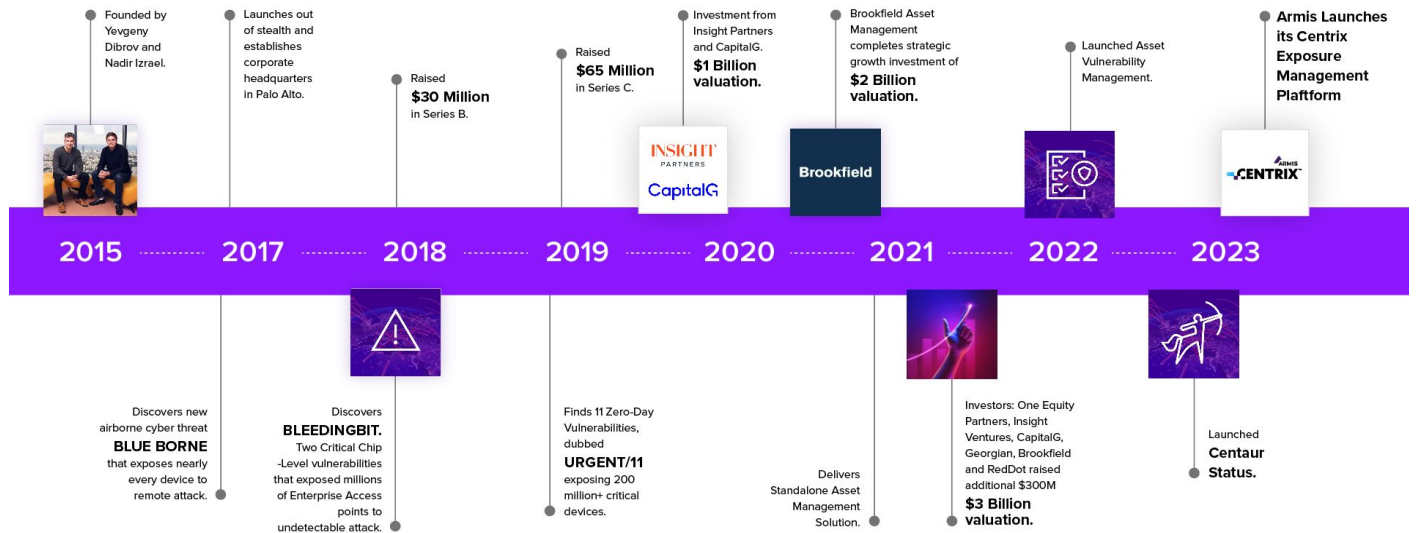 Founded by
Yevgeny
Dibrov and
Nadir Izrael.
Launches out
of stealth and
establishes
corporate
headquarters
in Palo Alto.
Raised
$30 Million
in Series B.
Raised
$65 Million
in Series C.
Investment from
Insight Partners
and CapitalG.
$1 Billion
valuation.
INSIGHT
PARTNERS
CapitalG
Brookfield Asset
Management
completes strategic
growth investment of
$2 Billion
valuation.
Brookfield
Launched Asset
Vulnerability
Management.
Armis Launches
its Centrix
Exposure
Management
Plaftform
ARMIS
CENTRIX™
2015 2017 2018 2019 2020 2021 2022 2023
Discovers new
airborne cyber threat
BLUE BORNE
that exposes nearly
every device to
remote attack.
Discovers
BLEEDINGBIT.
Two Critical Chip
-Level vulnerabilities
that exposed millions
of Enterprise Access
points to
undetectable attack.
Finds 11 Zero-Day
Vulnerabilities,
dubbed
URGENT/11
exposing 200
million+ critical
devices.
Delivers
Standalone Asset
Management
Solution.
Investors: One Equity
Partners, Insight
Ventures, CapitalG,
Georgian, Brookfield
and RedDot raised
additional $300M
$3 Billion
valuation.
Launched
Centaur
Status.